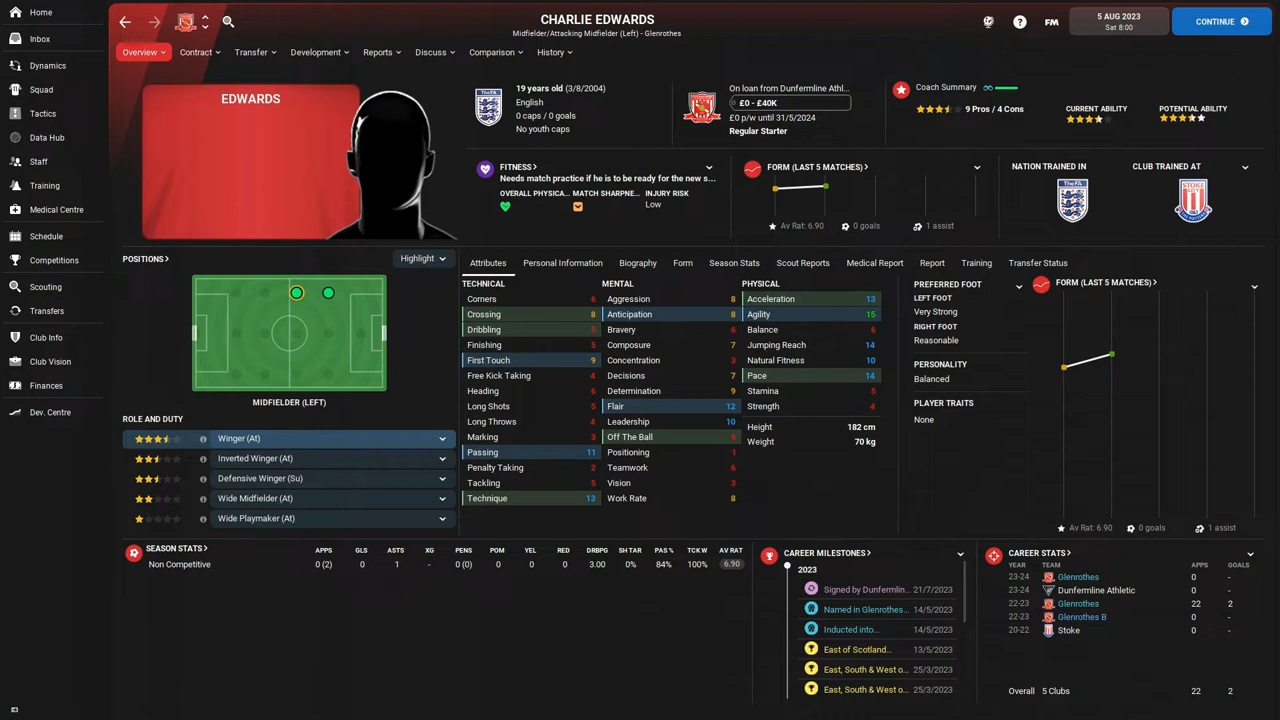 Home
Inbox
Dynamics
Squad
Tactics
Data Hub
Staff
Training
Medical Centre
Schedule
Competitions
Scouting
Transfers
Club Info
Club Vision
Finances
Dev. Centre
CHARLIE EDWARDS
Midfielder/Attacking Midfielder (Left) - Glenrothes
FM
5 AUG 2023
Sat 8:00
CONTINUE
Overview
Contract
Transfer
Development
Reports
Discuss
Comparison
History
EDWARDS
19 years old (3/8/2004)
English
0 caps / 0 goals
No youth caps
On loan from Dunfermline Athl...
£0 - £40K
£0 p/w until 31/5/2024
Regular Starter
Coach Summary
9 Pros / 4 Cons
CURRENT ABILITY
POTENTIAL ABILITY
FITNESS
Needs match practice if he is to be ready for the new s...
OVERALL PHYSICA... MATCH SHARPNE... INJURY RISK
Low
FORM (LAST 5 MATCHES)
Av Rat: 6.90 0 goals 1 assist
NATION TRAINED IN
CLUB TRAINED AT
POSITIONS
Highlight
MIDFIELDER (LEFT)
ROLE AND DUTY
Winger (At)
Inverted Winger (At)
Defensive Winger (Su)
Wide Midfielder (At)
Wide Playmaker (At)
Attributes Personal Information Biography Form Season Stats Scout Reports Medical Report Report Training Transfer Status
TECHNICAL
Corners 6
Crossing 8
Dribbling 5
Finishing 5
First Touch 9
Free Kick Taking 4
Heading 6
Long Shots 5
Long Throws 4
Marking 3
Passing 11
Penalty Taking 2
Tackling 5
Technique 13
MENTAL
Aggression 8
Anticipation 8
Bravery 6
Composure 7
Concentration 3
Decisions 7
Determination 9
Flair 12
Leadership 10
Off The Ball
Positioning 1
Teamwork 6
Vision 3
Work Rate 8
PHYSICAL
Acceleration 13
Agility 15
Balance 6
Jumping Reach 14
Natural Fitness 10
Pace 14
Stamina 5
Strength 4
Height 182 cm
Weight 70 kg
PREFERRED FOOT
LEFT FOOT
Very Strong
RIGHT FOOT
Reasonable
PERSONALITY
Balanced
PLAYER TRAITS
None
FORM (LAST 5 MATCHES)
Av Rat: 6.90 0 goals 1 assist
SEASON STATS APPS GLS ASTS XG PENS POM YEL RED DRBPG SH TAR PAS % TCK W AV RAT
Non Competitive 0 (2) 0 1 - 0 (0) 0 0 0 3.00 0% 84% 100% 6.90
CAREER MILESTONES
2023
Signed by Dunfermlin... 21/7/2023
Named in Glenrothes... 14/5/2023
Inducted into... 14/5/2023
East of Scotland... 13/5/2023
East, South & West o... 25/3/2023
East, South & West o... 25/3/2023
CAREER STATS
YEAR TEAM APPS GOALS
23-24 Glenrothes 0 -
23-24 Dunfermline Athletic 0 -
22-23 Glenrothes 22 2
22-23 Glenrothes B 0 -
20-22 Stoke 0 -
Overall 5 Clubs 22 2